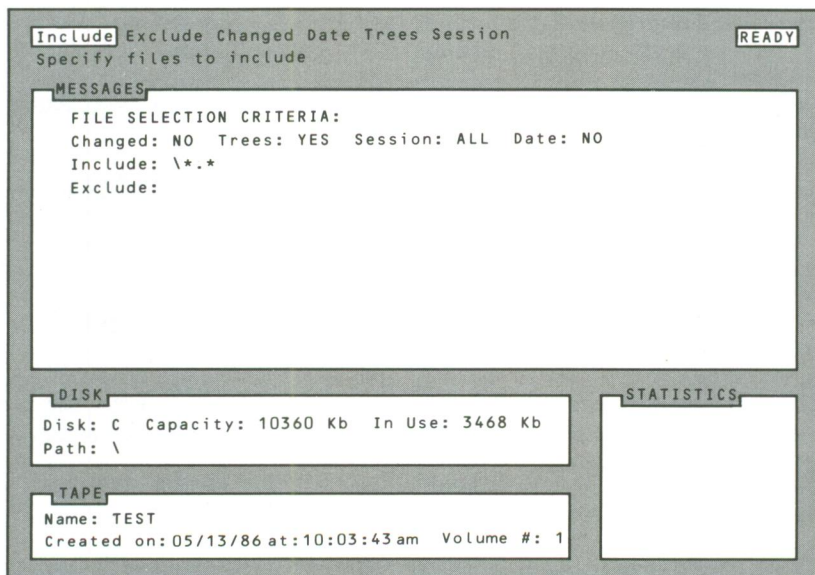 Include Exclude Changed Date Trees Session READY
Specify files to include
MESSAGES
FILE SELECTION CRITERIA:
Changed: NO Trees: YES Session: ALL Date: NO
Include: \*.*
Exclude:
DISK
Disk: C Capacity: 10360 Kb In Use: 3468 Kb
Path: \
STATISTICS
TAPE
Name: TEST
Created on: 05/13/86 at: 10:03:43 am Volume #: 1